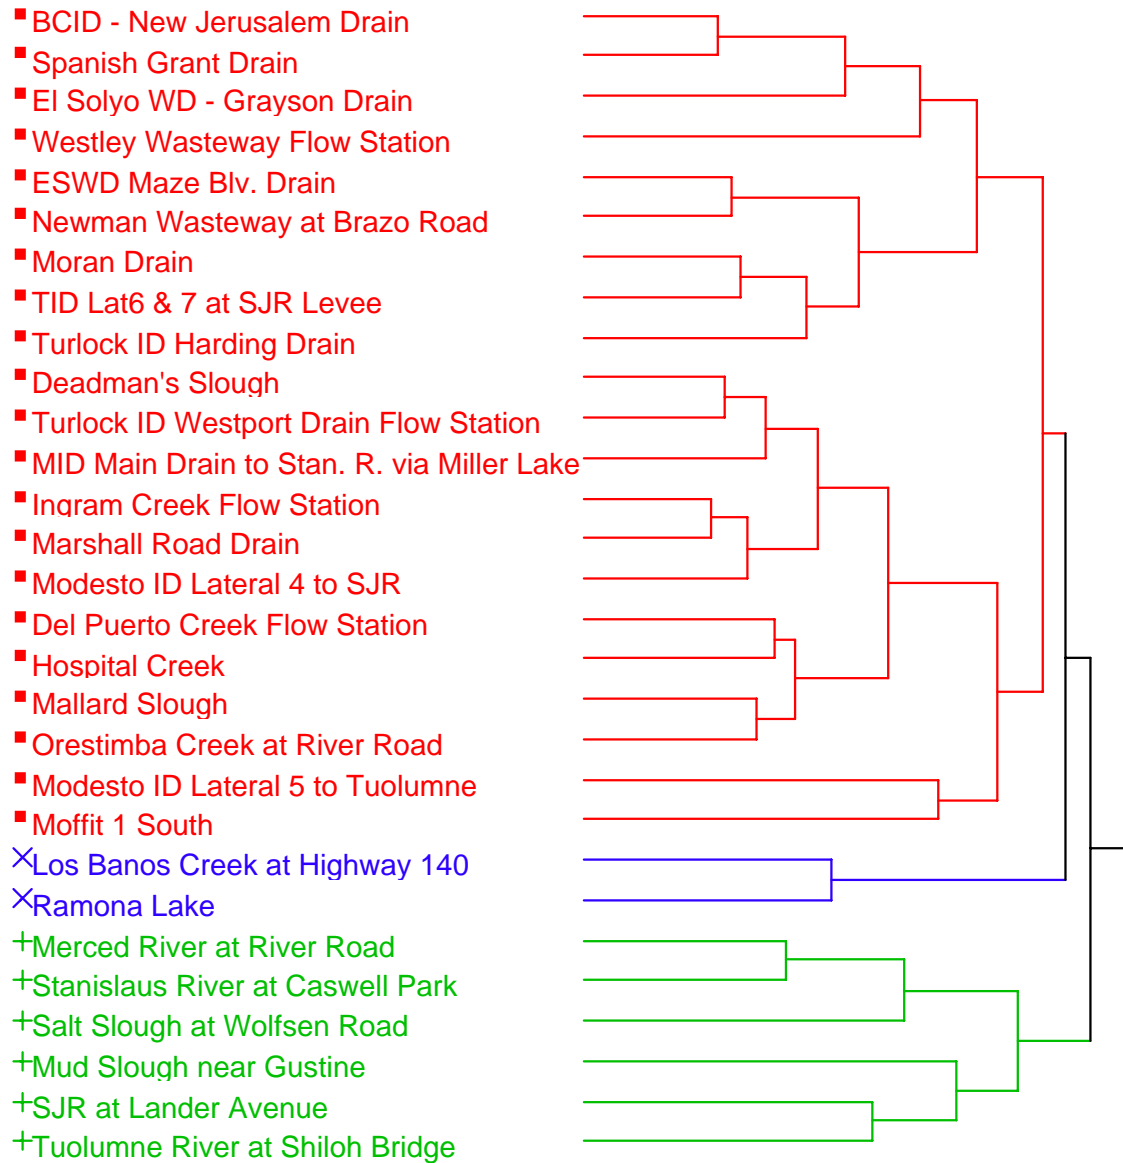 BCID - New Jerusalem Drain
Spanish Grant Drain
El Solyo WD - Grayson Drain
Westley Wasteway Flow Station
ESWD Maze Blv. Drain
Newman Wasteway at Brazo Road
Moran Drain
TID Lat6 & 7 at SJR Levee
Turlock ID Harding Drain
Deadman's Slough
Turlock ID Westport Drain Flow Station
MID Main Drain to Stan. R. via Miller Lake
Ingram Creek Flow Station
Marshall Road Drain
Modesto ID Lateral 4 to SJR
Del Puerto Creek Flow Station
Hospital Creek
Mallard Slough
Orestimba Creek at River Road
Modesto ID Lateral 5 to Tuolumne
Moffit 1 South
Los Banos Creek at Highway 140
Ramona Lake
Merced River at River Road
Stanislaus River at Caswell Park
Salt Slough at Wolfsen Road
Mud Slough near Gustine
SJR at Lander Avenue
Tuolumne River at Shiloh Bridge